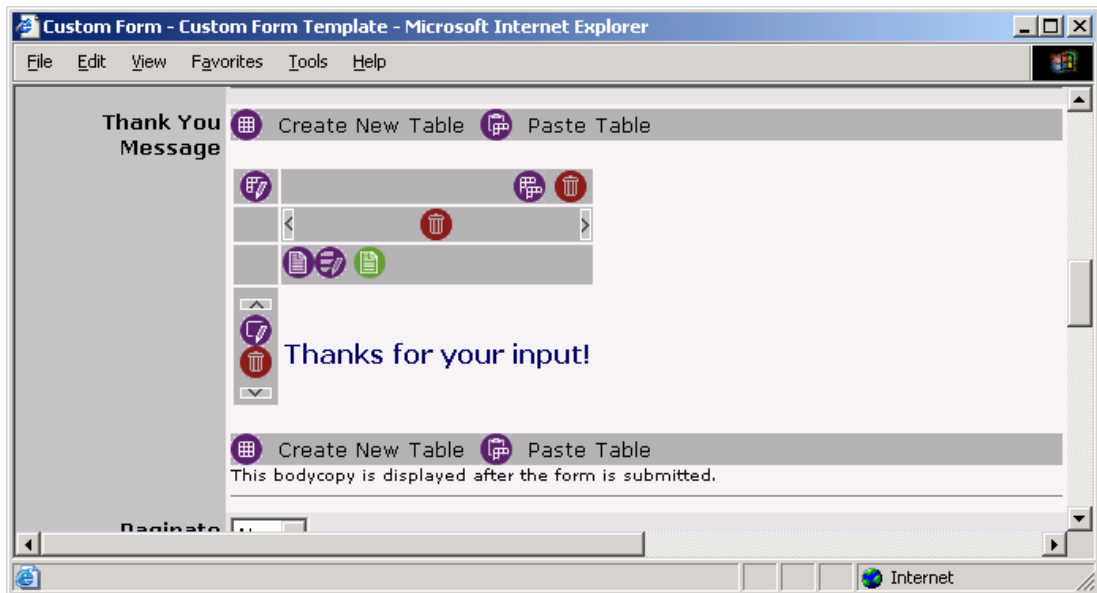 Custom Form - Custom Form Template - Microsoft Internet Explorer
File Edit View Favorites Tools Help
Thank You
Message
Create New Table Paste Table
Thanks for your input!
Create New Table Paste Table
This bodycopy is displayed after the form is submitted.
Paginate
Internet